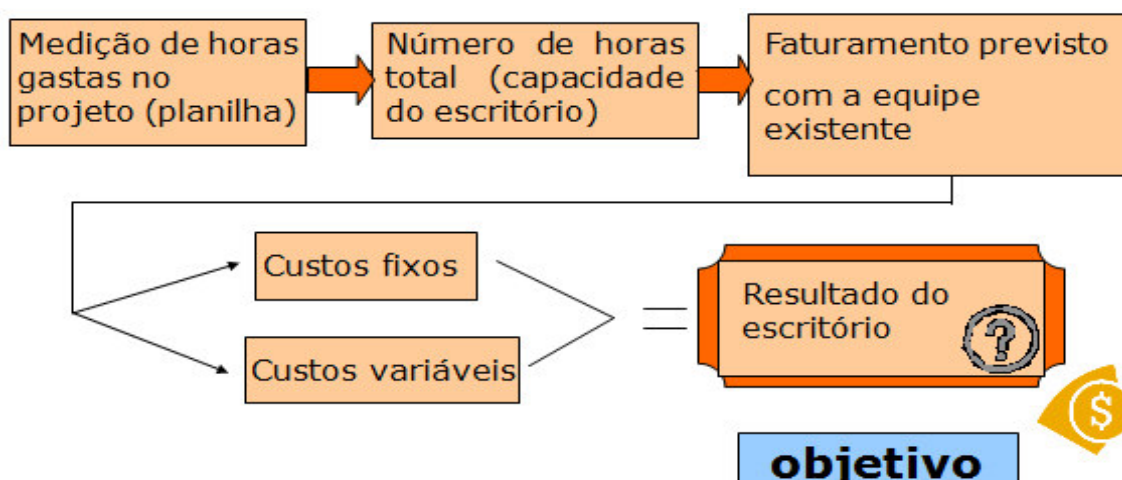 Medição de horas
gastas no
projeto (planilha)
Número de horas
total (capacidade
do escritório)
Faturamento previsto
com a equipe
existente
Custos fixos
Custos variáveis
=
Resultado do
escritório
?
$
objetivo